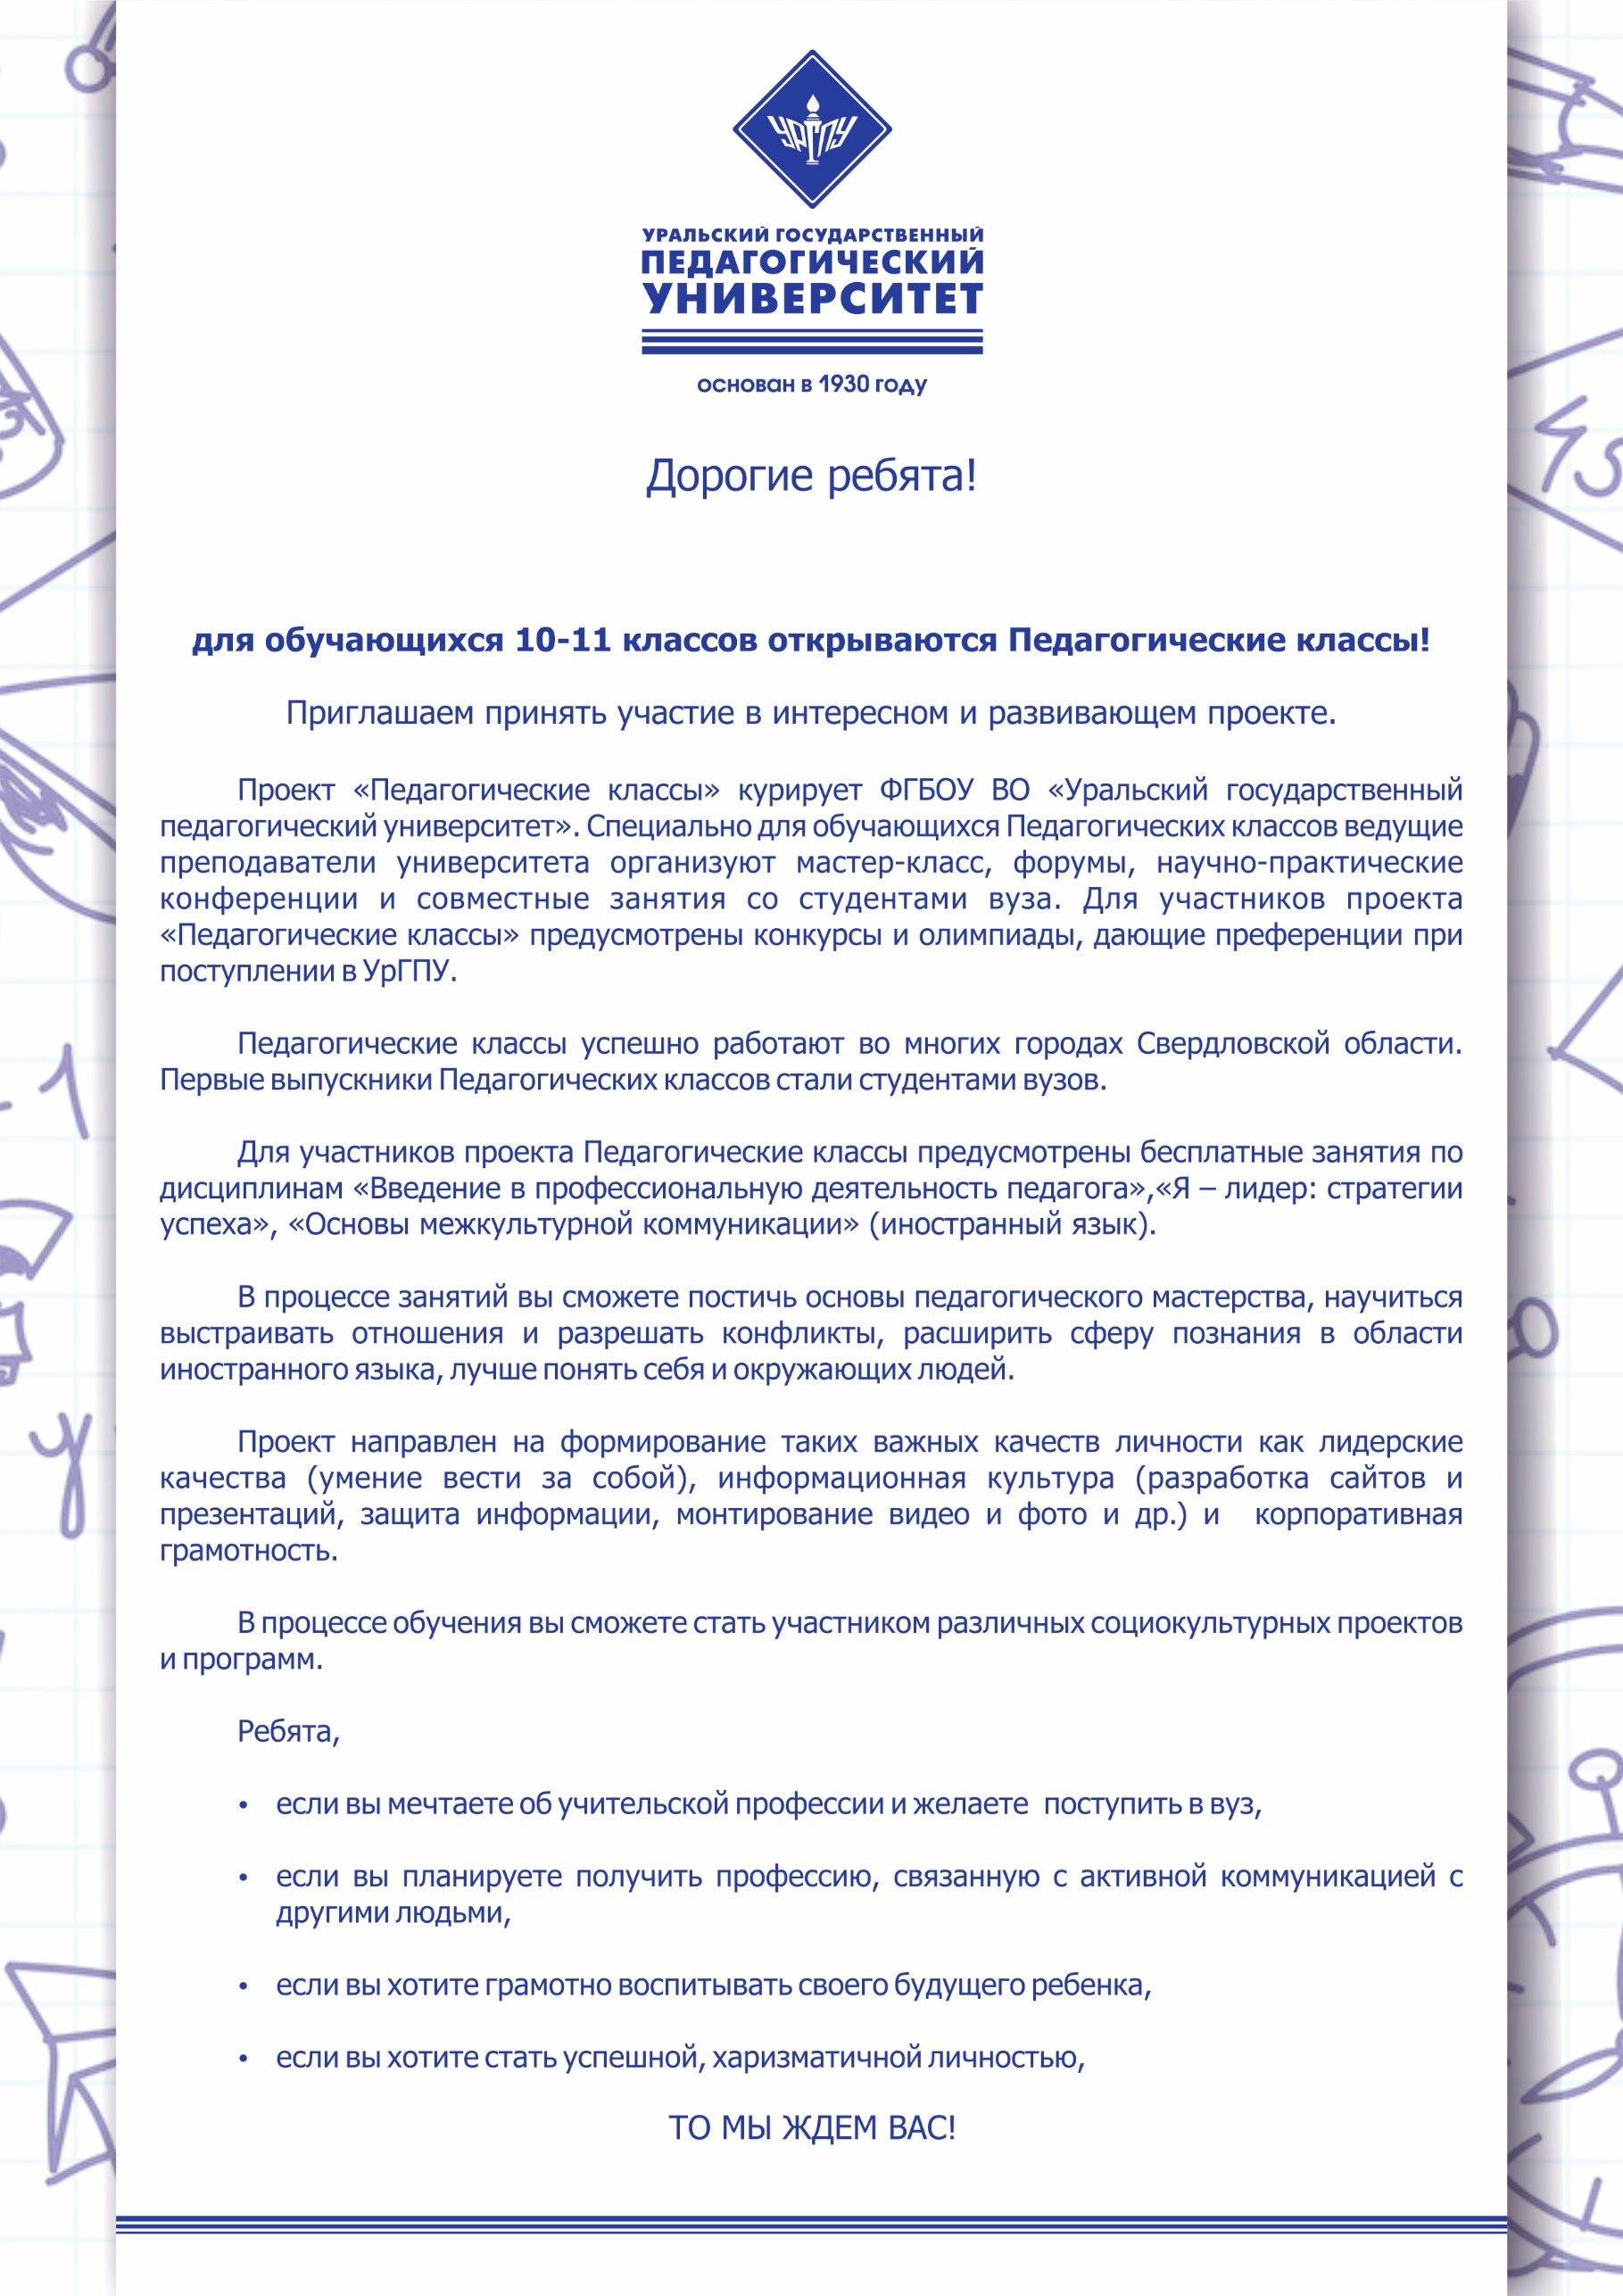 УРГПУ
УРАЛЬСКИЙ ГОСУДАРСТВЕННЫЙ
ПЕДАГОГИЧЕСКИЙ
УНИВЕРСИТЕТ
основан в 1930 году
Дорогие ребята!
для обучающихся 10-11 классов открываются Педагогические классы!
Приглашаем принять участие в интересном и развивающем проекте.
Проект «Педагогические классы» курирует ФГБОУ ВО «Уральский государственный
педагогический университет». Специально для обучающихся Педагогических классов ведущие
преподаватели университета организуют мастер-класс, форумы, научно-практические
конференции и совместные занятия со студентами вуза. Для участников проекта
«Педагогические классы» предусмотрены конкурсы и олимпиады, дающие преференции при
поступлении в УрГПУ.
Педагогические классы успешно работают во многих городах Свердловской области.
Первые выпускники Педагогических классов стали студентами вузов.
Для участников проекта Педагогические классы предусмотрены бесплатные занятия по
дисциплинам «Введение в профессиональную деятельность педагога»,«Я – лидер: стратегии
успеха», «Основы межкультурной коммуникации» (иностранный язык).
В процессе занятий вы сможете постичь основы педагогического мастерства, научиться
выстраивать отношения и разрешать конфликты, расширить сферу познания в области
иностранного языка, лучше понять себя и окружающих людей.
Проект направлен на формирование таких важных качеств личности как лидерские
качества (умение вести за собой), информационная культура (разработка сайтов и
презентаций, защита информации, монтирование видео и фото и др.) и корпоративная
грамотность.
В процессе обучения вы сможете стать участником различных социокультурных проектов
и программ.
Ребята,
• если вы мечтаете об учительской профессии и желаете поступить в вуз,
• если вы планируете получить профессию, связанную с активной коммуникацией с
другими людьми,
• если вы хотите грамотно воспитывать своего будущего ребенка,
• если вы хотите стать успешной, харизматичной личностью,
ТО МЫ ЖДЕМ ВАС!